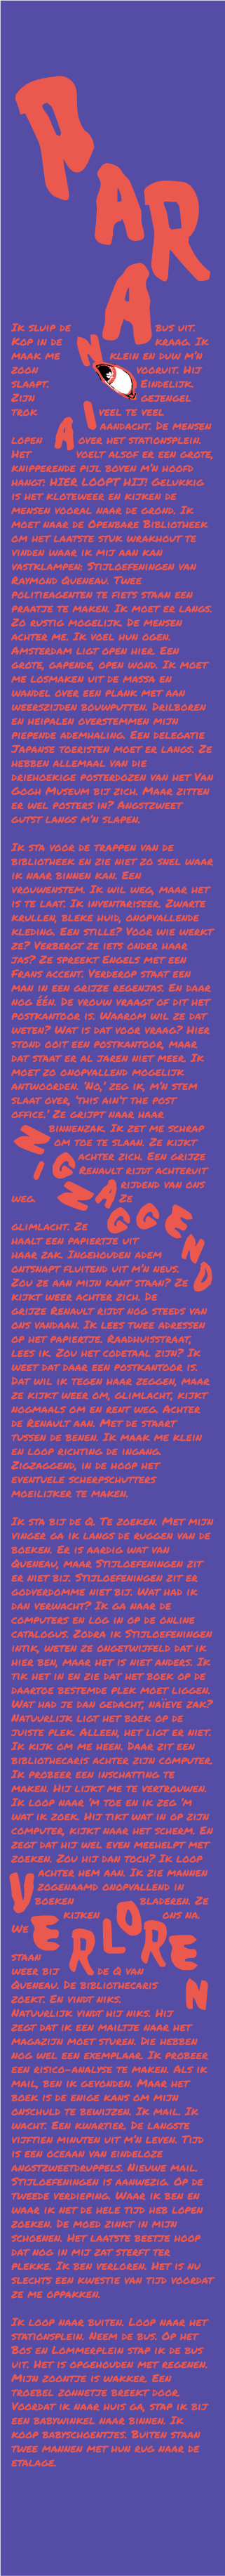 PARANAIA
Ik sluip de bus uit.
Kop in de kraag. Ik
maak me klein en duw m'n
zoon vooruit. Hij
slaapt. Eindelijk.
Zijn gejengel
trok veel te veel
aandacht. De mensen
lopen over het stationsplein.
Het voelt alsof er een grote,
knipperende pijl boven m'n hoofd
hangt: HIER LOOPT HIJ! Gelukkig
is het kloteweer en kijken de
mensen vooral naar de grond. Ik
moet naar de Openbare Bibliotheek
om het laatste stuk wrakhout te
vinden waar ik mij aan kan
vastklampen: Stijloefeningen van
Raymond Queneau. Twee
politieagenten te fiets staan een
praatje te maken. Ik moet er langs.
Zo rustig mogelijk. De mensen
achter me. Ik voel hun ogen.
Amsterdam ligt open hier. Een
grote, gapende, open wond. Ik moet
me losmaken uit de massa en
wandel over een plank met aan
weerszijden bouwputten. Drilboren
en heipalen overstemmen mijn
piepende ademhaling. Een delegatie
Japanse toeristen moet er langs. Ze
hebben allemaal van die
driehoekige posterdozen van het Van
Gogh Museum bij zich. Maar zitten
er wel posters in? Angstzweet
gutst langs m'n slapen.
Ik sta voor de trappen van de
bibliotheek en zie niet zo snel waar
ik naar binnen kan. Een
vrouwenstem. Ik wil weg, maar het
is te laat. Ik inventariseer. Zwarte
krullen, bleke huid, onopvallende
kleding. Een stille? Voor wie werkt
ze? Verbergt ze iets onder haar
jas? Ze spreekt Engels met een
Frans accent. Verderop staat een
man in een grijze regenjas. En daar
nog één. De vrouw vraagt of dit het
postkantoor is. Waarom wil ze dat
weten? Wat is dat voor vraag? Hier
stond ooit een postkantoor, maar
dat staat er al jaren niet meer. Ik
moet zo onopvallend mogelijk
antwoorden. 'No,' zeg ik, m'n stem
slaat over, 'this ain't the post
office.' Ze grijpt naar haar
binnenzak. Ik zet me schrap
om toe te slaan. Ze kijkt
achter zich. Een grijze
Renault rijdt achteruit
rijdend van ons
weg. ZIGZAGGEND Ze
glimlacht. Ze
haalt een papiertje uit
haar zak. Ingehouden adem
ontsnapt fluitend uit m'n neus.
Zou ze aan mijn kant staan? Ze
kijkt weer achter zich. De
grijze Renault rijdt nog steeds van
ons vandaan. Ik lees twee adressen
op het papiertje. Raadhuisstraat,
lees ik. Zou het codetaal zijn? Ik
weet dat daar een postkantoor is.
Dat wil ik tegen haar zeggen, maar
ze kijkt weer om, glimlacht, kijkt
nogmaals om en rent weg. Achter
de Renault aan. Met de staart
tussen de benen. Ik maak me klein
en loop richting de ingang.
Zigzaggend, in de hoop het
eventuele scherpschutters
moeilijker te maken.
Ik sta bij de Q. Te zoeken. Met mijn
vinger ga ik langs de ruggen van de
boeken. Er is aardig wat van
Queneau, maar Stijloefeningen zit
er niet bij. Stijloefeningen zit er
godverdomme niet bij. Wat had ik
dan verwacht? Ik ga naar de
computers en log in op de online
catalogus. Zodra ik Stijloefeningen
intik, weten ze ongetwijfeld dat ik
hier ben, maar het is niet anders. Ik
tik het in en zie dat het boek op de
daartoe bestemde plek moet liggen.
Wat had je dan gedacht, naïeve zak?
Natuurlijk ligt het boek op de
juiste plek. Alleen, het ligt er niet.
Ik kijk om me heen. Daar zit een
bibliothecaris achter zijn computer.
Ik probeer een inschatting te
maken. Hij lijkt me te vertrouwen.
Ik loop naar 'm toe en ik zeg 'm
wat ik zoek. Hij tikt wat in op zijn
computer, kijkt naar het scherm. En
zegt dat hij wel even meehelpt met
zoeken. Zou hij dan toch? Ik loop
achter hem aan. Ik zie mannen
zogenaamd onopvallend in
boeken bladeren. Ze
kijken ons na.
We VERLOREN
staan
weer bij de Q van
Queneau. De bibliothecaris
zoekt. En vindt niks.
Natuurlijk vindt hij niks. Hij
zegt dat ik een mailtje naar het
magazijn moet sturen. Die hebben
nog wel een exemplaar. Ik probeer
een risico-analyse te maken. Als ik
mail, ben ik gevonden. Maar het
boek is de enige kans om mijn
onschuld te bewijzen. Ik mail. Ik
wacht. Een kwartier. De langste
vijftien minuten uit m'n leven. Tijd
is een oceaan van eindeloze
angstzweetdruppels. Nieuwe mail.
Stijloefeningen is aanwezig. Op de
tweede verdieping. Waar ik ben en
waar ik net de hele tijd heb lopen
zoeken. De moed zinkt in mijn
schoenen. Het laatste beetje hoop
dat nog in mij zat sterft ter
plekke. Ik ben verloren. Het is nu
slechts een kwestie van tijd voordat
ze me oppakken.
Ik loop naar buiten. Loop naar het
stationsplein. Neem de bus. Op het
Bos en Lommerplein stap ik de bus
uit. Het is opgehouden met regenen.
Mijn zoontje is wakker. Een
troebel zonnetje breekt door.
Voordat ik naar huis ga, stap ik bij
een babywinkel naar binnen. Ik
koop babyschoentjes. Buiten staan
twee mannen met hun rug naar de
etalage.